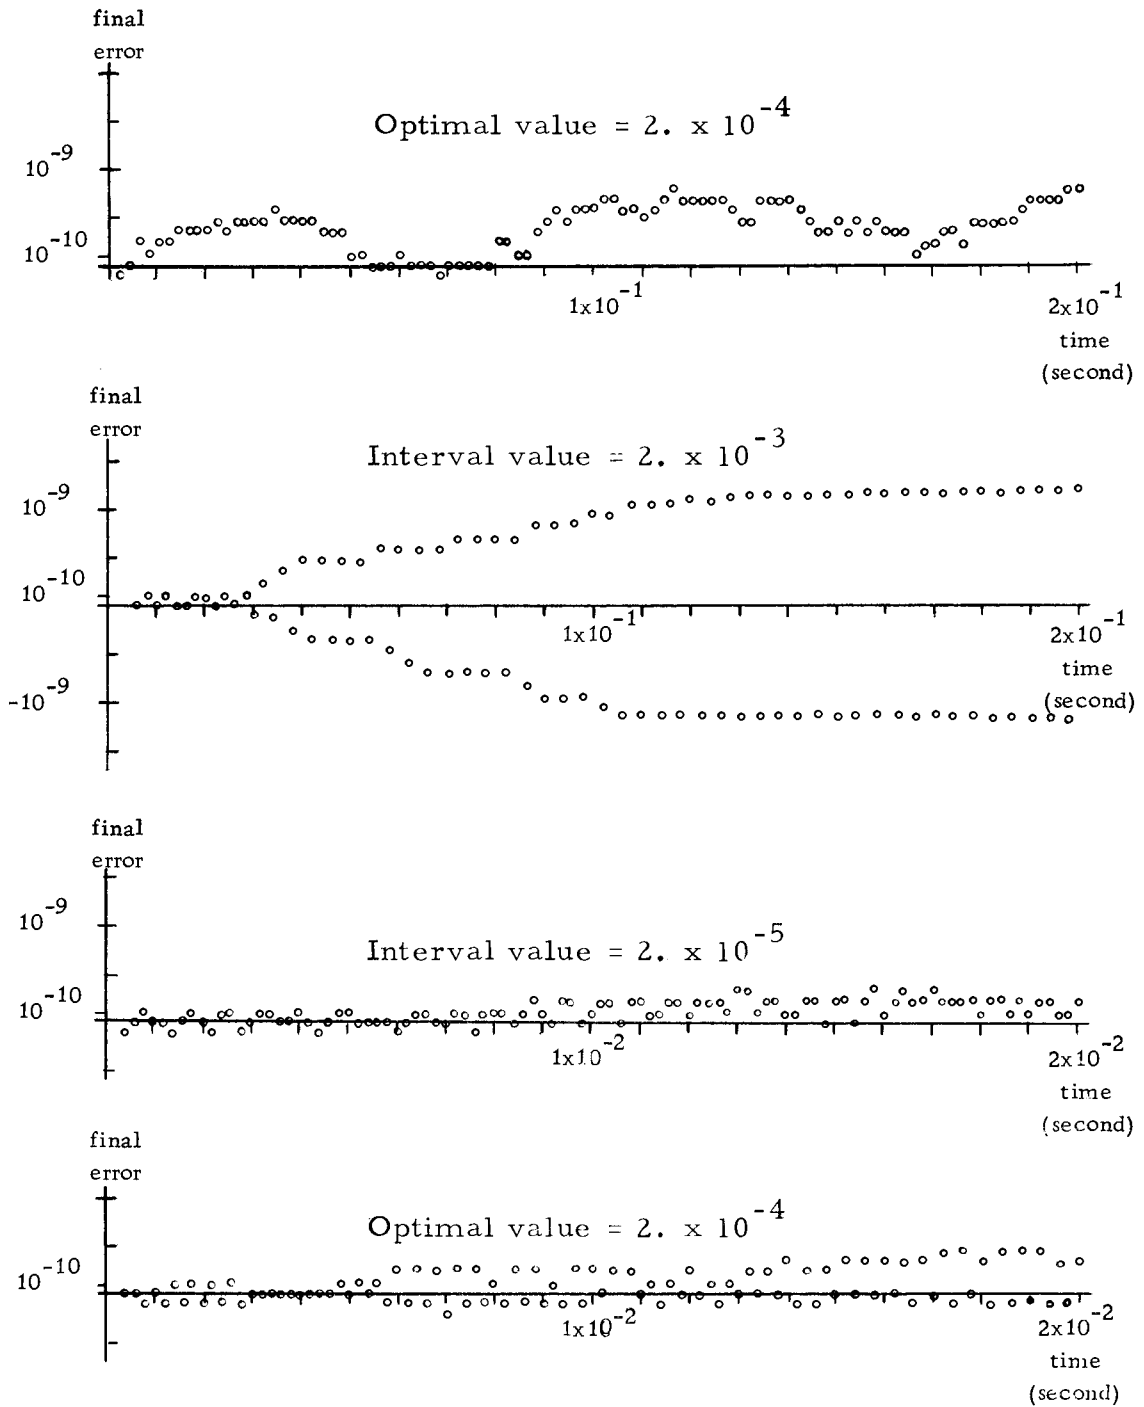 final
error
Optimal value = 2. x 10^-4
10^-9
10^-10
1x10^-1
2x10^-1
time
(second)
final
error
Interval value = 2. x 10^-3
10^-9
10^-10
1x10^-1
2x10^-1
time
(second)
-10^-9
final
error
10^-9
Interval value = 2. x 10^-5
10^-10
1x10^-2
2x10^-2
time
(second)
final
error
Optimal value = 2. x 10^-4
10^-10
1x10^-2
2x10^-2
time
(second)